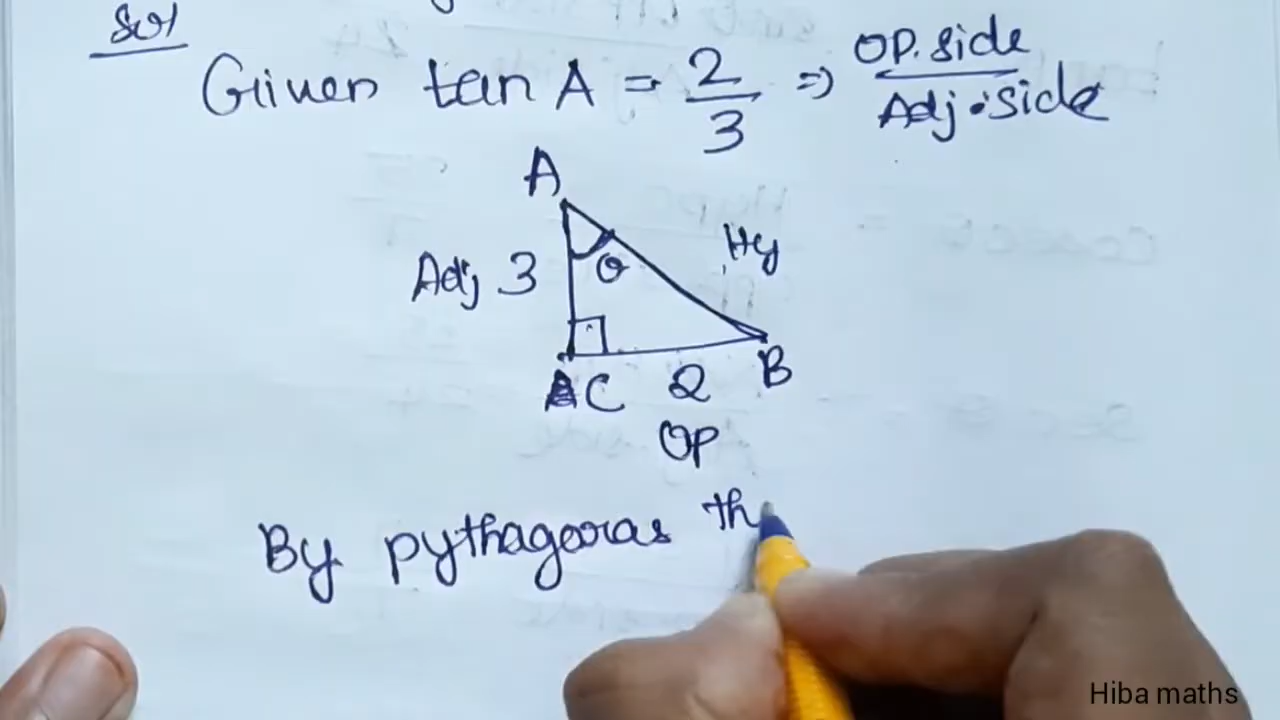 Sol
Given tan A = 2/3 => OP. side / Adj. side
A
Adj 3
θ
Hy
C
2
B
OP
By pythagoras th
Hiba maths